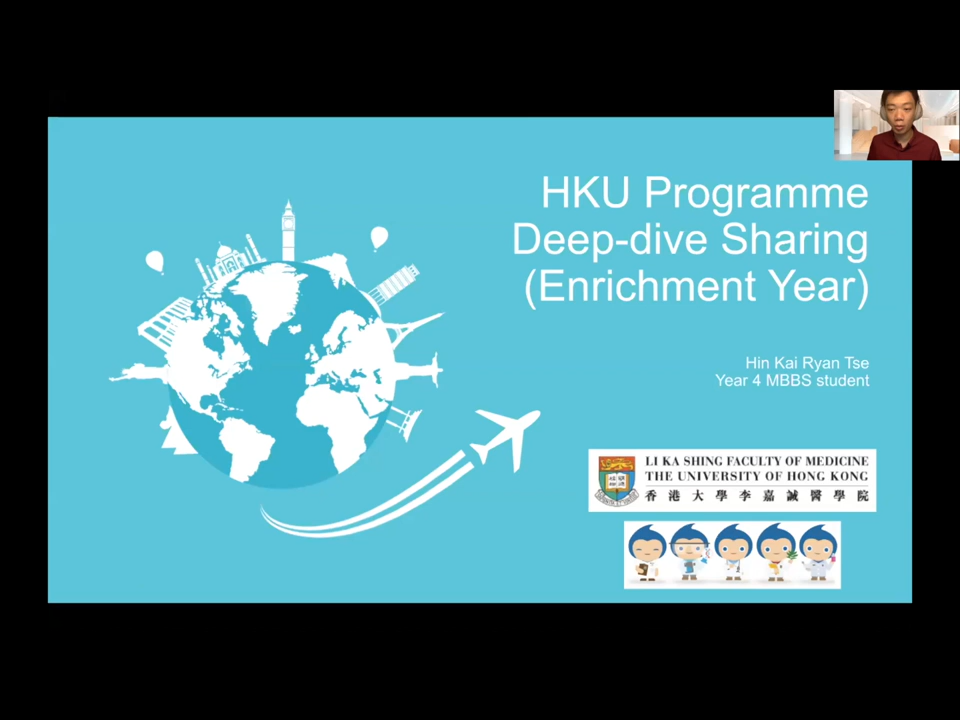 HKU Programme
Deep-dive Sharing
(Enrichment Year)
Hin Kai Ryan Tse
Year 4 MBBS student
LI KA SHING FACULTY OF MEDICINE
THE UNIVERSITY OF HONG KONG
香港大學李嘉誠醫學院